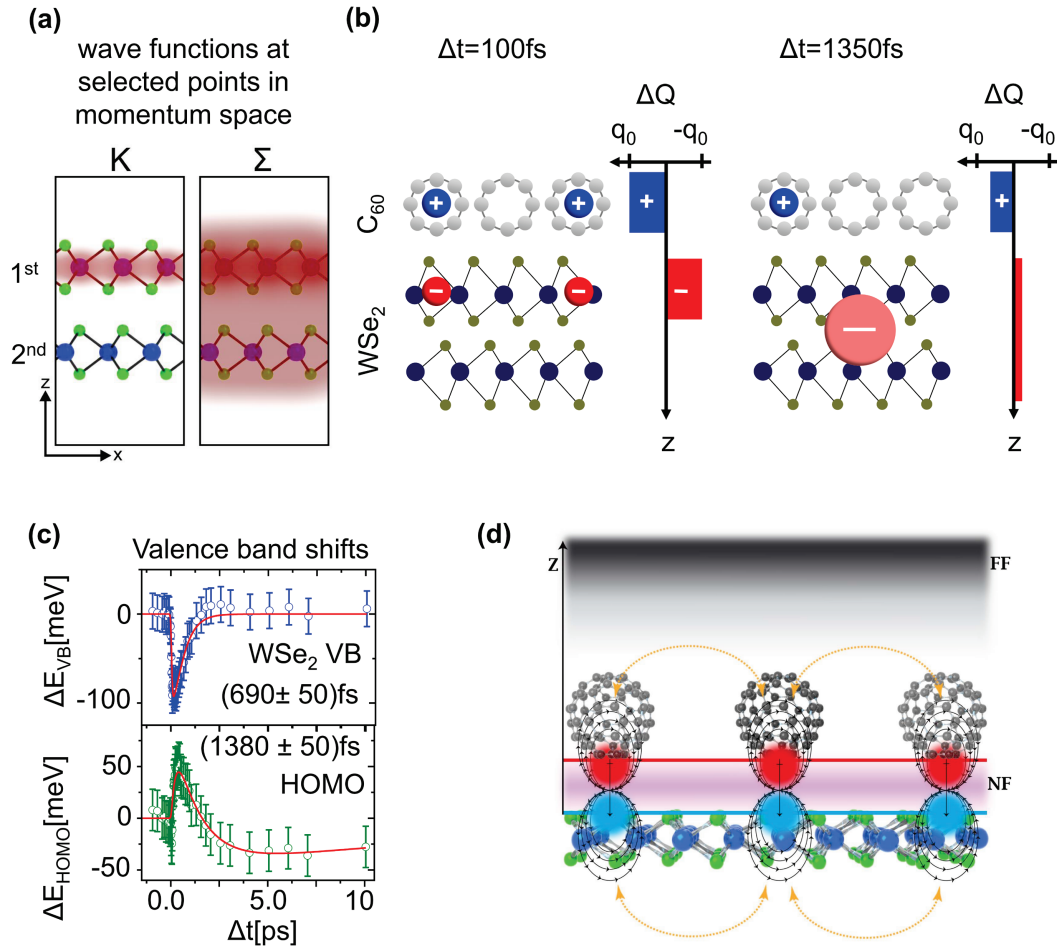 (a)
wave functions at
selected points in
momentum space
K
Σ
1st
2nd
z
x
(b)
Δt=100fs
Δt=1350fs
ΔQ
q0 -q0
C60
+ + +
WSe2
− − −
z
ΔQ
q0 -q0
+ +
−
z
(c)
Valence band shifts
ΔE_VB[meV]
0
-100
WSe2 VB
(690± 50)fs
ΔE_HOMO[meV]
50
0
-50
(1380 ± 50)fs
HOMO
0.0 5.0 10
Δt[ps]
(d)
Z
FF
NF